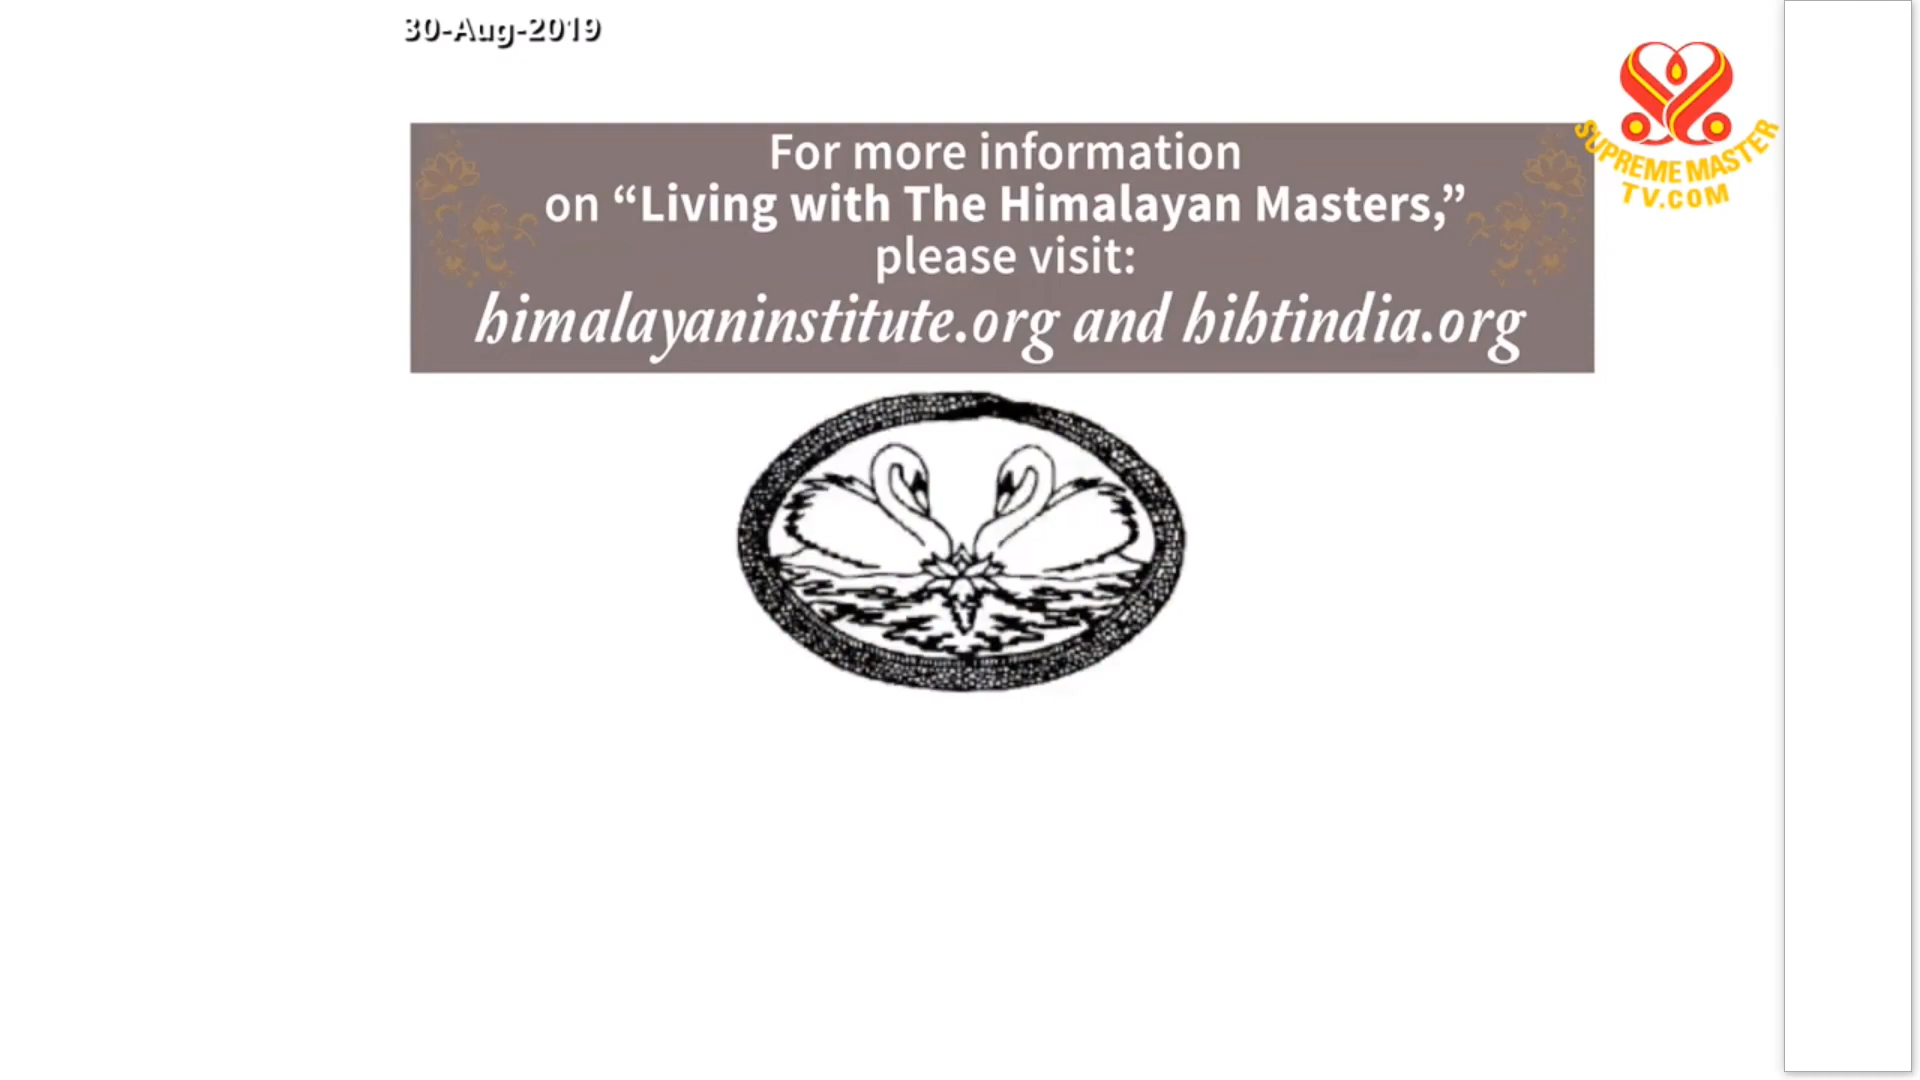 30-Aug-2019
For more information
on “Living with The Himalayan Masters,”
please visit:
himalayaninstitute.org and hihtindia.org
SUPREME MASTER
TV.COM